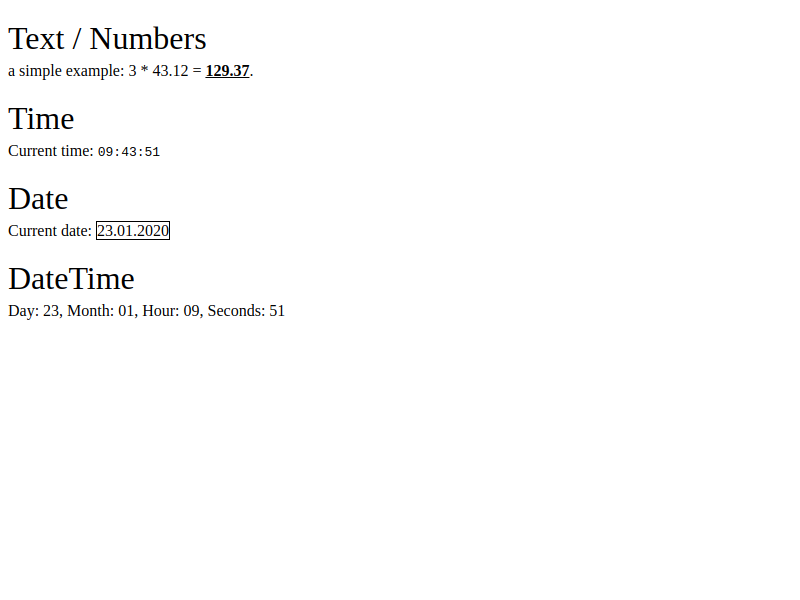 Text / Numbers
a simple example: 3 * 43.12 = 129.37.
Time
Current time: 09:43:51
Date
Current date: 23.01.2020
DateTime
Day: 23, Month: 01, Hour: 09, Seconds: 51